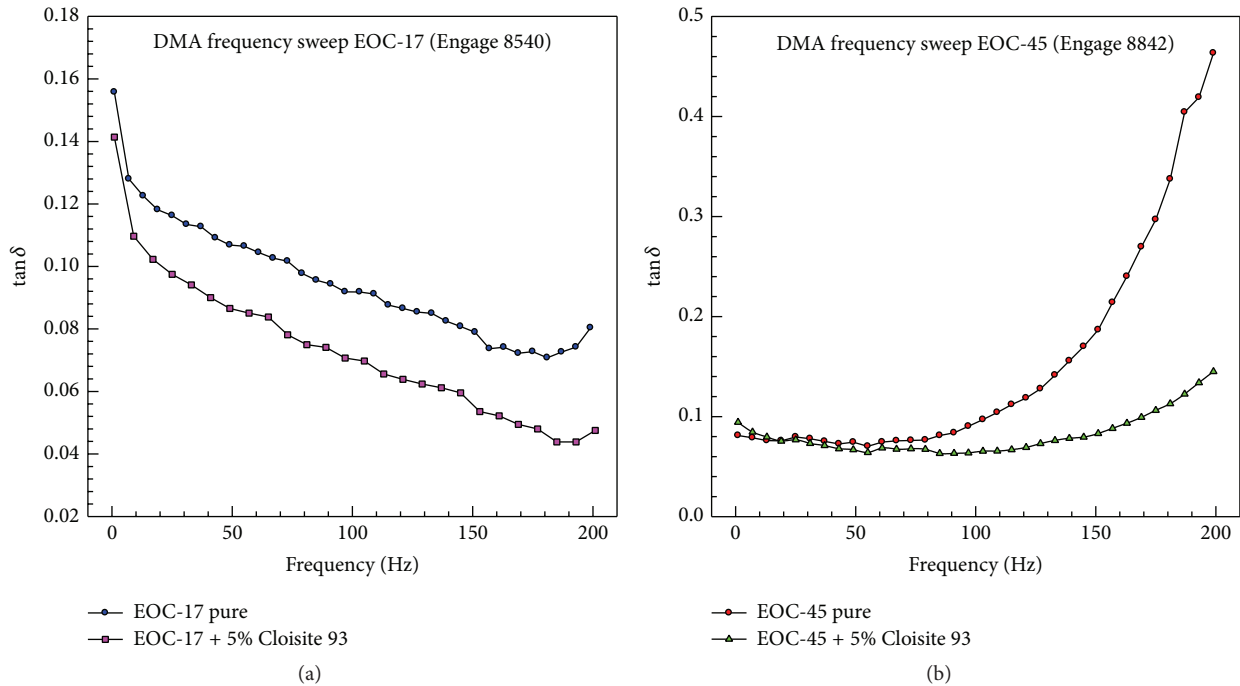 DMA frequency sweep EOC-17 (Engage 8540)
tan δ
0.18
0.16
0.14
0.12
0.10
0.08
0.06
0.04
0.02
0 50 100 150 200
Frequency (Hz)
EOC-17 pure
EOC-17 + 5% Cloisite 93
(a)
DMA frequency sweep EOC-45 (Engage 8842)
tan δ
0.5
0.4
0.3
0.2
0.1
0.0
0 50 100 150 200
Frequency (Hz)
EOC-45 pure
EOC-45 + 5% Cloisite 93
(b)